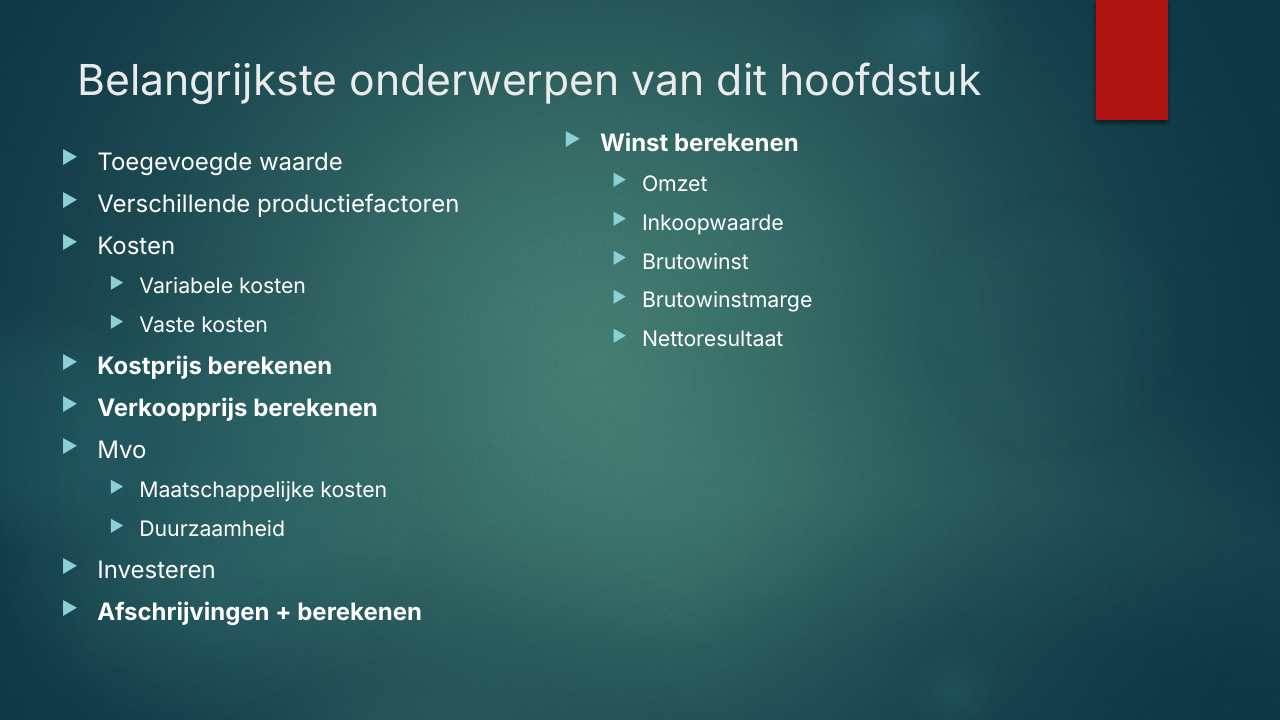 Belangrijkste onderwerpen van dit hoofdstuk
Toegevoegde waarde
Verschillende productiefactoren
Kosten
Variabele kosten
Vaste kosten
Kostprijs berekenen
Verkoopprijs berekenen
Mvo
Maatschappelijke kosten
Duurzaamheid
Investeren
Afschrijvingen + berekenen
Winst berekenen
Omzet
Inkoopwaarde
Brutowinst
Brutowinstmarge
Nettoresultaat